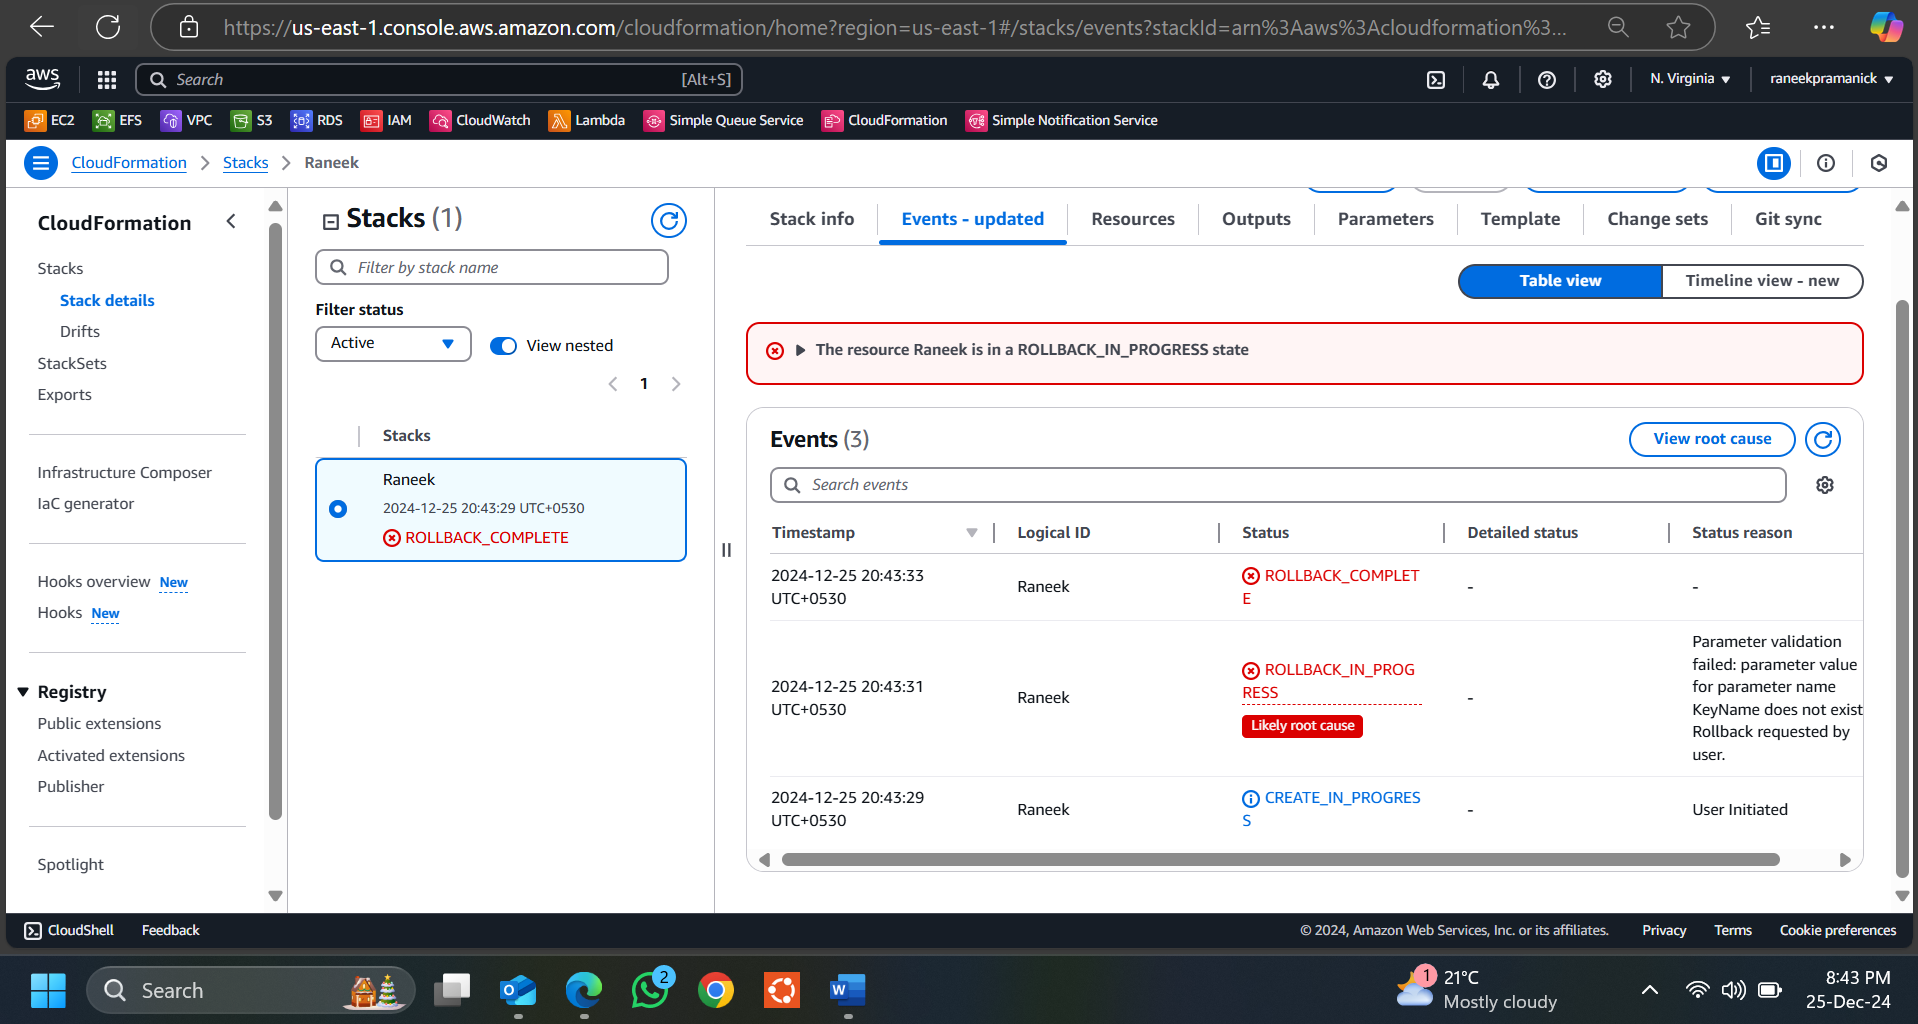 https://us-east-1.console.aws.amazon.com/cloudformation/home?region=us-east-1#/stacks/events?stackId=arn%3Aaws%3Acloudformation%3...
aws
Search [Alt+S]
N. Virginia
raneekpramanick
EC2 EFS VPC S3 RDS IAM CloudWatch Lambda Simple Queue Service CloudFormation Simple Notification Service
CloudFormation Stacks Raneek
CloudFormation
Stacks
Stack details
Drifts
StackSets
Exports
Infrastructure Composer
IaC generator
Hooks overview New
Hooks New
Registry
Public extensions
Activated extensions
Publisher
Spotlight
Stacks (1)
Filter by stack name
Filter status
Active
View nested
1
Stacks
Raneek
2024-12-25 20:43:29 UTC+0530
ROLLBACK_COMPLETE
Stack info Events - updated Resources Outputs Parameters Template Change sets Git sync
Table view Timeline view - new
The resource Raneek is in a ROLLBACK_IN_PROGRESS state
Events (3)
View root cause
Search events
Timestamp Logical ID Status Detailed status Status reason
2024-12-25 20:43:33
UTC+0530
Raneek
ROLLBACK_COMPLET
E
-
-
2024-12-25 20:43:31
UTC+0530
Raneek
ROLLBACK_IN_PROG
RESS
Likely root cause
-
Parameter validation
failed: parameter value
for parameter name
KeyName does not exist
Rollback requested by
user.
2024-12-25 20:43:29
UTC+0530
Raneek
CREATE_IN_PROGRES
S
-
User Initiated
CloudShell Feedback
© 2024, Amazon Web Services, Inc. or its affiliates. Privacy Terms Cookie preferences
Search
2
W
1
21°C
Mostly cloudy
8:43 PM
25-Dec-24